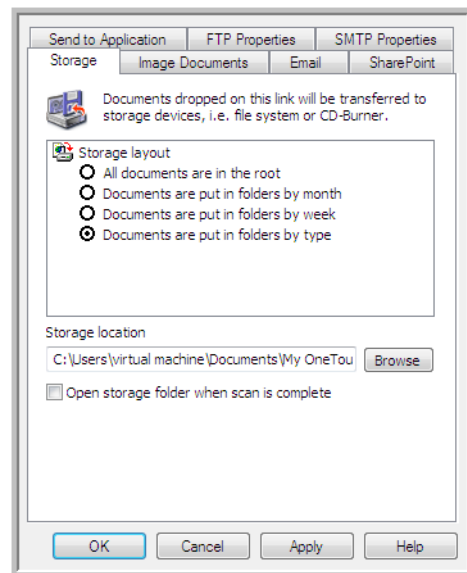 Send to Application FTP Properties SMTP Properties
Storage Image Documents Email SharePoint
Documents dropped on this link will be transferred to
storage devices, i.e. file system or CD-Burner.
Storage layout
All documents are in the root
Documents are put in folders by month
Documents are put in folders by week
Documents are put in folders by type
Storage location
C:\Users\virtual machine\Documents\My OneTou Browse
Open storage folder when scan is complete
OK Cancel Apply Help